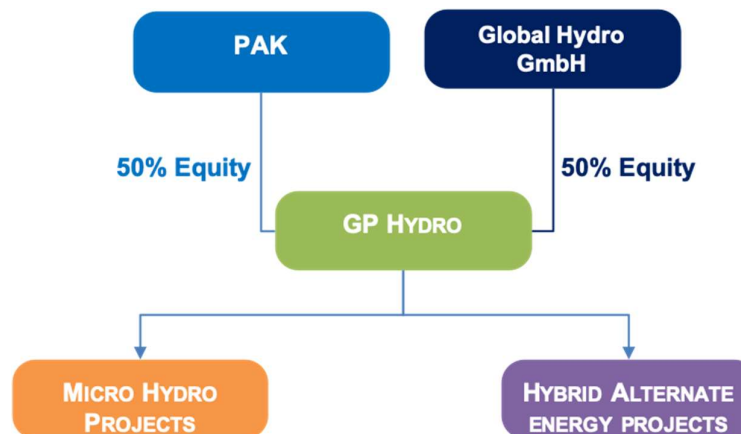 PAK
Global Hydro
GmbH
50% Equity
50% Equity
GP HYDRO
MICRO HYDRO
PROJECTS
HYBRID ALTERNATE
ENERGY PROJECTS